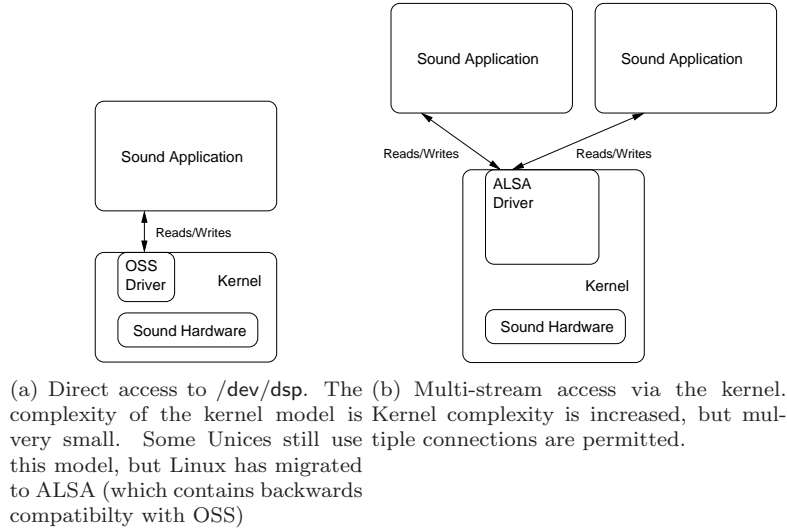 Sound Application
Reads/Writes
OSS
Driver
Kernel
Sound Hardware
(a) Direct access to /dev/dsp. The
complexity of the kernel model is
very small. Some Unices still use
this model, but Linux has migrated
to ALSA (which contains backwards
compatibilty with OSS)
Sound Application
Sound Application
Reads/Writes
Reads/Writes
ALSA
Driver
Kernel
Sound Hardware
(b) Multi-stream access via the kernel.
Kernel complexity is increased, but mul-
tiple connections are permitted.